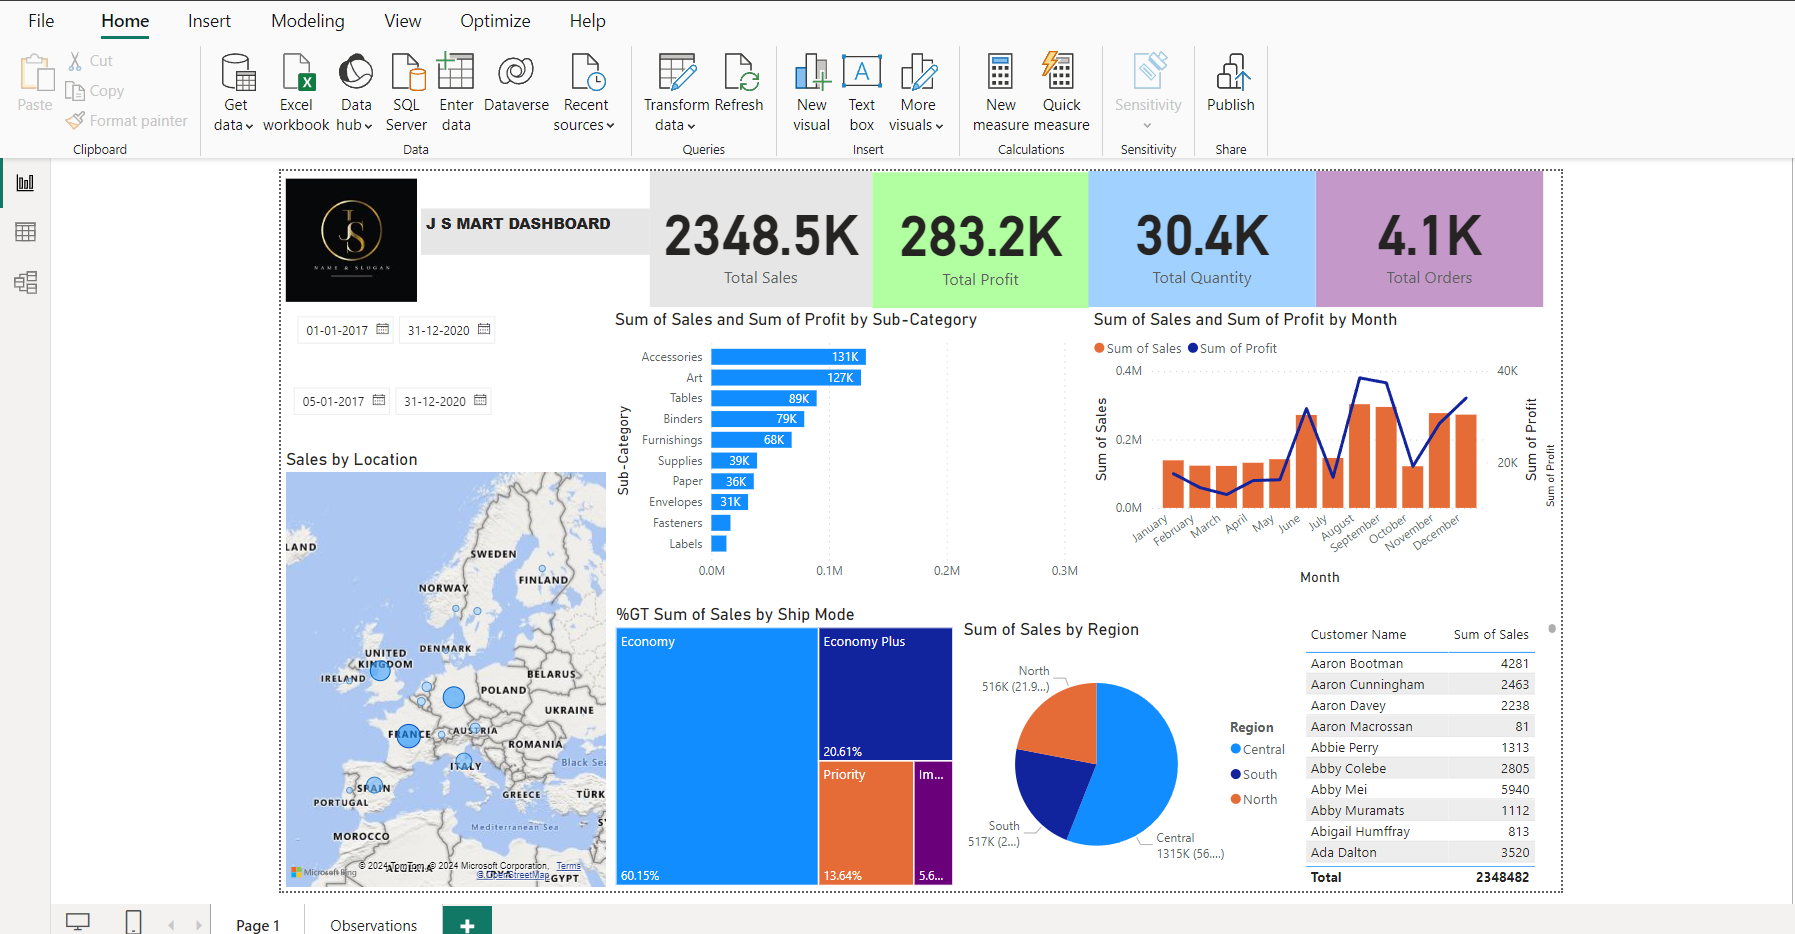 File Home Insert Modeling View Optimize Help
Paste
Cut
Copy
Format painter
Clipboard
Get data
Excel workbook
Data hub
SQL Server
Enter data
Dataverse
Recent sources
Data
Transform data
Refresh
Queries
New visual
Text box
More visuals
Insert
New measure
Quick measure
Calculations
Sensitivity
Sensitivity
Publish
Share
JS
NAME & SLOGAN
J S MART DASHBOARD
2348.5K
Total Sales
283.2K
Total Profit
30.4K
Total Quantity
4.1K
Total Orders
01-01-2017 31-12-2020
05-01-2017 31-12-2020
Sales by Location
LAND
SWEDEN
FINLAND
NORWAY
UNITED KINGDOM
DENMARK
IRELAND
BELARUS
POLAND
UKRAINE
FRANCE
AUSTRIA
ROMANIA
ITALY
Black Sea
SPAIN
GREECE
TÜRK
PORTUGAL
Mediterranean Sea
MOROCCO
Microsoft Bing
© 2024 TomTom, © 2024 Microsoft Corporation, Terms
© OpenStreetMap
EGYPT
Sum of Sales and Sum of Profit by Sub-Category
Sub-Category
Accessories 131K
Art 127K
Tables 89K
Binders 79K
Furnishings 68K
Supplies 39K
Paper 36K
Envelopes 31K
Fasteners
Labels
0.0M 0.1M 0.2M 0.3M
Sum of Sales and Sum of Profit by Month
Sum of Sales Sum of Profit
Sum of Sales
0.4M
0.2M
0.0M
40K
20K
Sum of Profit
Sum of Profit
January February March April May June July August September October November December
Month
%GT Sum of Sales by Ship Mode
Economy
60.15%
Economy Plus
20.61%
Priority
13.64%
Im...
5.6...
Sum of Sales by Region
North
516K (21.9...)
South
517K (2...)
Central
1315K (56....)
Region
Central
South
North
Customer Name Sum of Sales
Aaron Bootman 4281
Aaron Cunningham 2463
Aaron Davey 2238
Aaron Macrossan 81
Abbie Perry 1313
Abby Colebe 2805
Abby Mei 5940
Abby Muramats 1112
Abigail Humffray 813
Ada Dalton 3520
Total 2348482
Page 1 Observations +